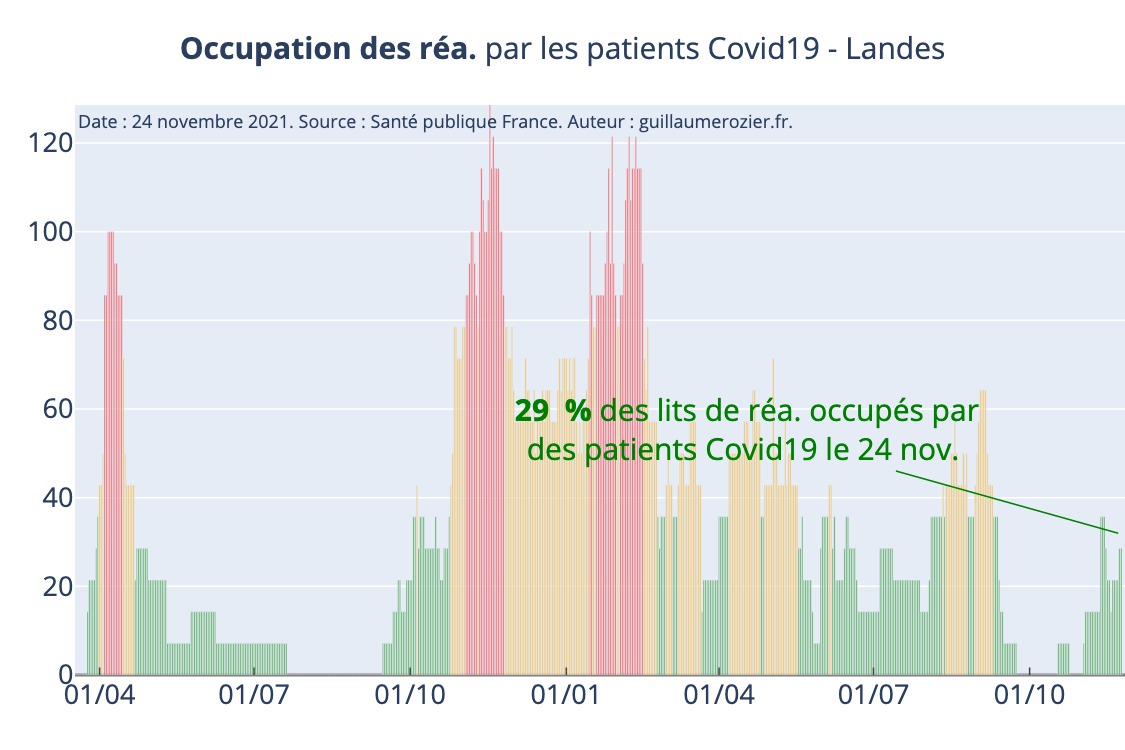 Occupation des réa. par les patients Covid19 - Landes
Date : 24 novembre 2021. Source : Santé publique France. Auteur : guillaumerozier.fr.
120
100
80
60
40
20
0
29 % des lits de réa. occupés par
des patients Covid19 le 24 nov.
01/04 01/07 01/10 01/01 01/04 01/07 01/10